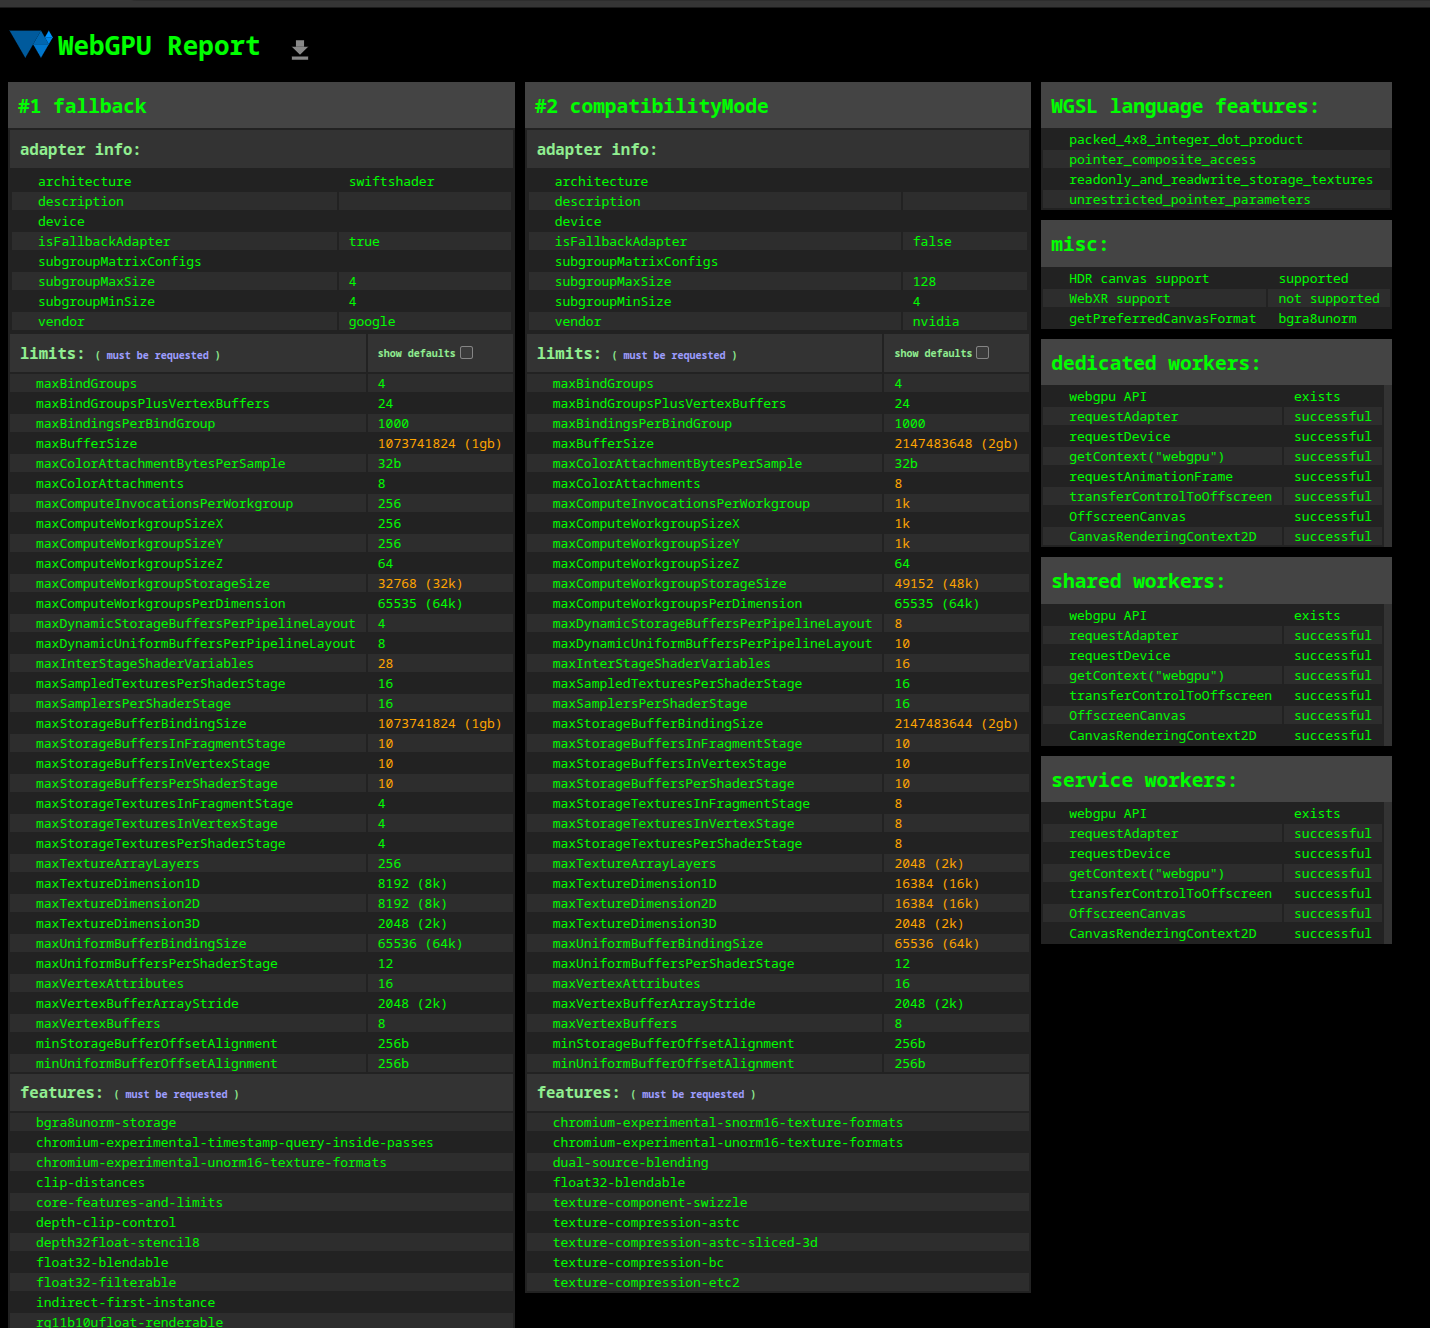 WebGPU Report
#1 fallback
adapter info:
architecture swiftshader
description
device
isFallbackAdapter true
subgroupMatrixConfigs
subgroupMaxSize 4
subgroupMinSize 4
vendor google
limits: ( must be requested ) show defaults
maxBindGroups 4
maxBindGroupsPlusVertexBuffers 24
maxBindingsPerBindGroup 1000
maxBufferSize 1073741824 (1gb)
maxColorAttachmentBytesPerSample 32b
maxColorAttachments 8
maxComputeInvocationsPerWorkgroup 256
maxComputeWorkgroupSizeX 256
maxComputeWorkgroupSizeY 256
maxComputeWorkgroupSizeZ 64
maxComputeWorkgroupStorageSize 32768 (32k)
maxComputeWorkgroupsPerDimension 65535 (64k)
maxDynamicStorageBuffersPerPipelineLayout 4
maxDynamicUniformBuffersPerPipelineLayout 8
maxInterStageShaderVariables 28
maxSampledTexturesPerShaderStage 16
maxSamplersPerShaderStage 16
maxStorageBufferBindingSize 1073741824 (1gb)
maxStorageBuffersInFragmentStage 10
maxStorageBuffersInVertexStage 10
maxStorageBuffersPerShaderStage 10
maxStorageTexturesInFragmentStage 4
maxStorageTexturesInVertexStage 4
maxStorageTexturesPerShaderStage 4
maxTextureArrayLayers 256
maxTextureDimension1D 8192 (8k)
maxTextureDimension2D 8192 (8k)
maxTextureDimension3D 2048 (2k)
maxUniformBufferBindingSize 65536 (64k)
maxUniformBuffersPerShaderStage 12
maxVertexAttributes 16
maxVertexBufferArrayStride 2048 (2k)
maxVertexBuffers 8
minStorageBufferOffsetAlignment 256b
minUniformBufferOffsetAlignment 256b
features: ( must be requested )
bgra8unorm-storage
chromium-experimental-timestamp-query-inside-passes
chromium-experimental-unorm16-texture-formats
clip-distances
core-features-and-limits
depth-clip-control
depth32float-stencil8
float32-blendable
float32-filterable
indirect-first-instance
rg11b10ufloat-renderable
#2 compatibilityMode
adapter info:
architecture
description
device
isFallbackAdapter false
subgroupMatrixConfigs
subgroupMaxSize 128
subgroupMinSize 4
vendor nvidia
limits: ( must be requested ) show defaults
maxBindGroups 4
maxBindGroupsPlusVertexBuffers 24
maxBindingsPerBindGroup 1000
maxBufferSize 2147483648 (2gb)
maxColorAttachmentBytesPerSample 32b
maxColorAttachments 8
maxComputeInvocationsPerWorkgroup 1k
maxComputeWorkgroupSizeX 1k
maxComputeWorkgroupSizeY 1k
maxComputeWorkgroupSizeZ 64
maxComputeWorkgroupStorageSize 49152 (48k)
maxComputeWorkgroupsPerDimension 65535 (64k)
maxDynamicStorageBuffersPerPipelineLayout 8
maxDynamicUniformBuffersPerPipelineLayout 10
maxInterStageShaderVariables 16
maxSampledTexturesPerShaderStage 16
maxSamplersPerShaderStage 16
maxStorageBufferBindingSize 2147483644 (2gb)
maxStorageBuffersInFragmentStage 10
maxStorageBuffersInVertexStage 10
maxStorageBuffersPerShaderStage 10
maxStorageTexturesInFragmentStage 8
maxStorageTexturesInVertexStage 8
maxStorageTexturesPerShaderStage 8
maxTextureArrayLayers 2048 (2k)
maxTextureDimension1D 16384 (16k)
maxTextureDimension2D 16384 (16k)
maxTextureDimension3D 2048 (2k)
maxUniformBufferBindingSize 65536 (64k)
maxUniformBuffersPerShaderStage 12
maxVertexAttributes 16
maxVertexBufferArrayStride 2048 (2k)
maxVertexBuffers 8
minStorageBufferOffsetAlignment 256b
minUniformBufferOffsetAlignment 256b
features: ( must be requested )
chromium-experimental-snorm16-texture-formats
chromium-experimental-unorm16-texture-formats
dual-source-blending
float32-blendable
texture-component-swizzle
texture-compression-astc
texture-compression-astc-sliced-3d
texture-compression-bc
texture-compression-etc2
WGSL language features:
packed_4x8_integer_dot_product
pointer_composite_access
readonly_and_readwrite_storage_textures
unrestricted_pointer_parameters
misc:
HDR canvas support supported
WebXR support not supported
getPreferredCanvasFormat bgra8unorm
dedicated workers:
webgpu API exists
requestAdapter successful
requestDevice successful
getContext("webgpu") successful
requestAnimationFrame successful
transferControlToOffscreen successful
OffscreenCanvas successful
CanvasRenderingContext2D successful
shared workers:
webgpu API exists
requestAdapter successful
requestDevice successful
getContext("webgpu") successful
transferControlToOffscreen successful
OffscreenCanvas successful
CanvasRenderingContext2D successful
service workers:
webgpu API exists
requestAdapter successful
requestDevice successful
getContext("webgpu") successful
transferControlToOffscreen successful
OffscreenCanvas successful
CanvasRenderingContext2D successful